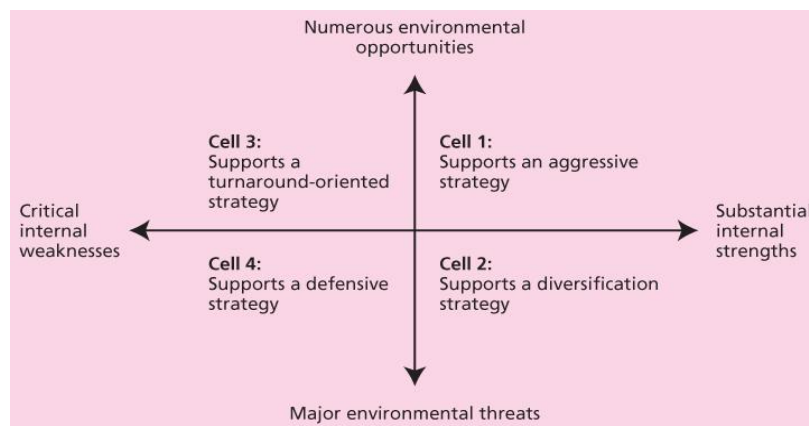 Numerous environmental
opportunities
Cell 3:
Supports a
turnaround-oriented
strategy
Cell 1:
Supports an aggressive
strategy
Critical
internal
weaknesses
Substantial
internal
strengths
Cell 4:
Supports a defensive
strategy
Cell 2:
Supports a diversification
strategy
Major environmental threats